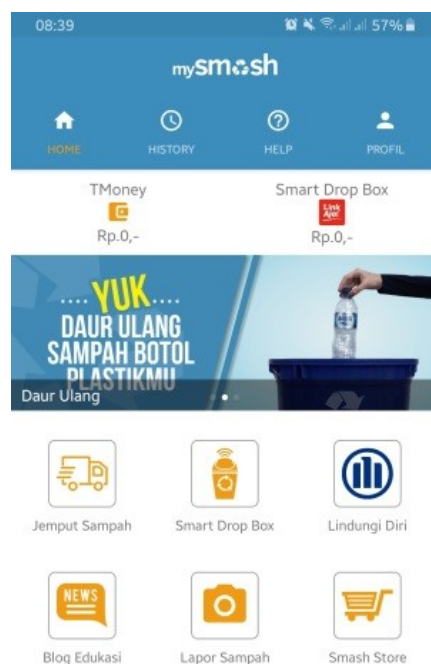 08:39
57%
mysmash
HOME
HISTORY
HELP
PROFIL
TMoney
Smart Drop Box
Link
Aja!
Rp.0,-
Rp.0,-
.... YUK....
DAUR ULANG
SAMPAH BOTOL
PLASTIKMU
Daur Ulang
Jemput Sampah
Smart Drop Box
Lindungi Diri
NEWS
Blog Edukasi
Lapor Sampah
Smash Store